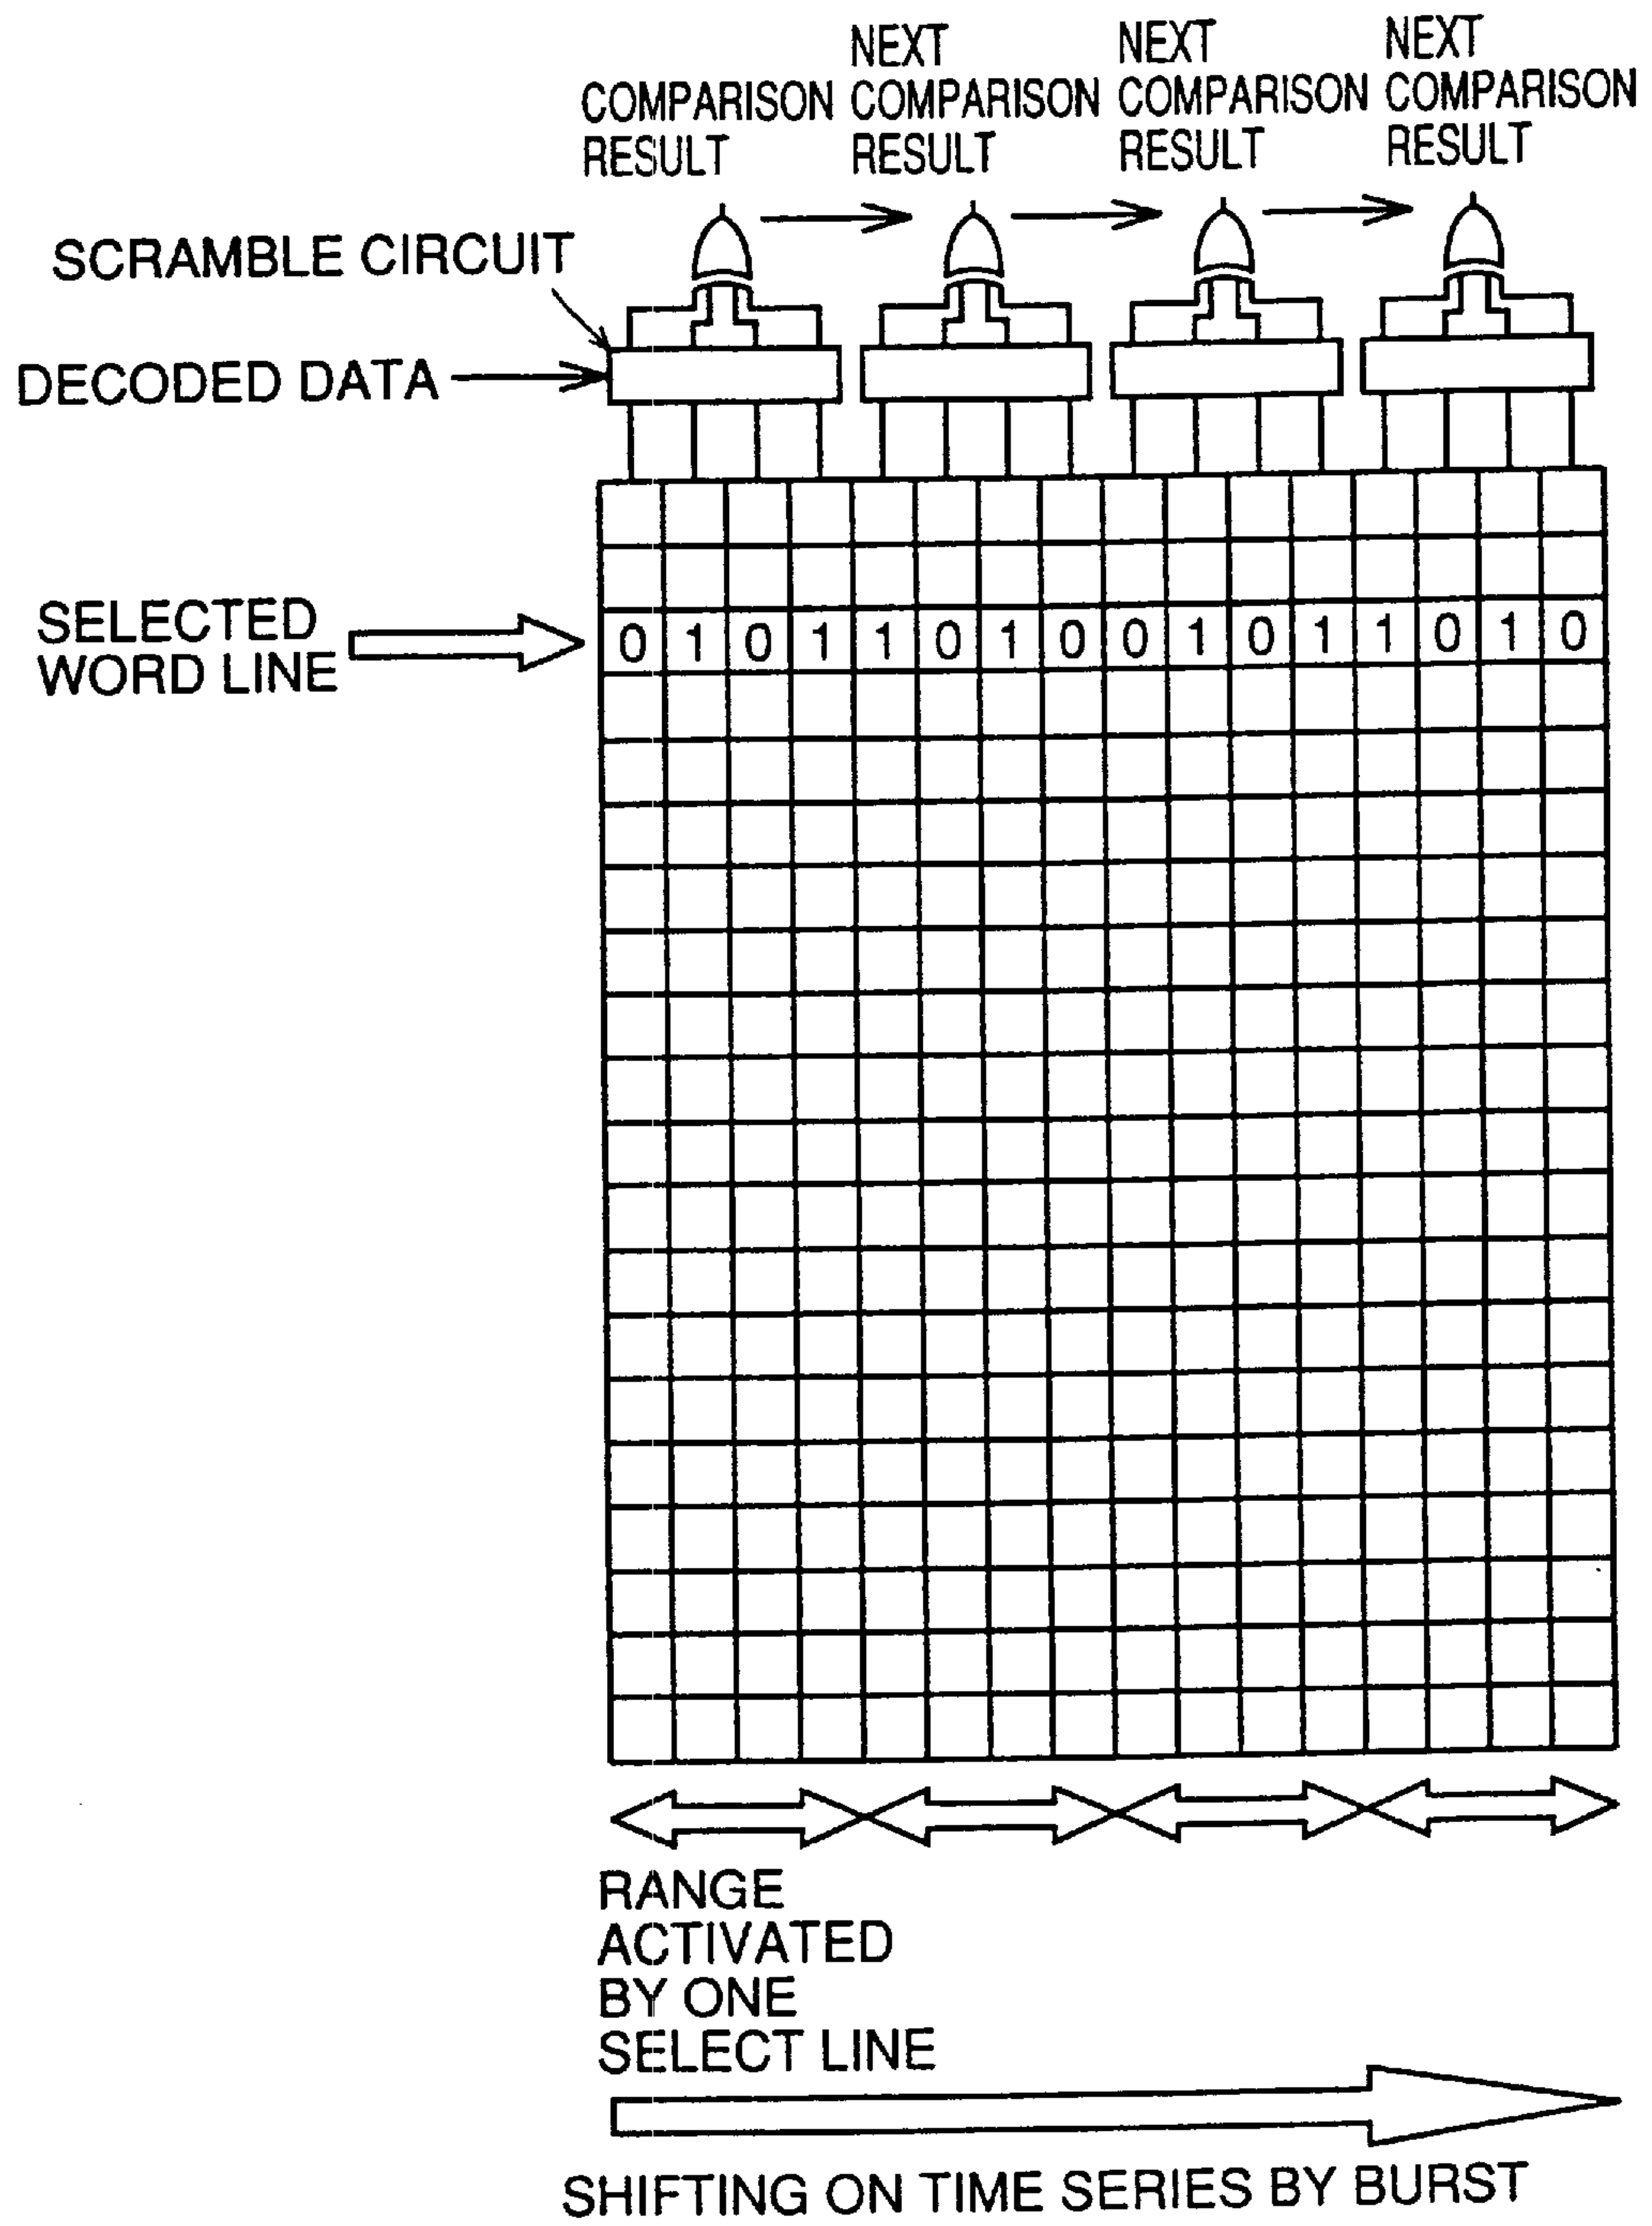 COMPARISON
RESULT
NEXT
COMPARISON
RESULT
NEXT
COMPARISON
RESULT
NEXT
COMPARISON
RESULT
SCRAMBLE CIRCUIT
DECODED DATA
SELECTED
WORD LINE
0 1 0 1 1 0 1 0 0 1 0 1 1 0 1 0
RANGE
ACTIVATED
BY ONE
SELECT LINE
SHIFTING ON TIME SERIES BY BURST